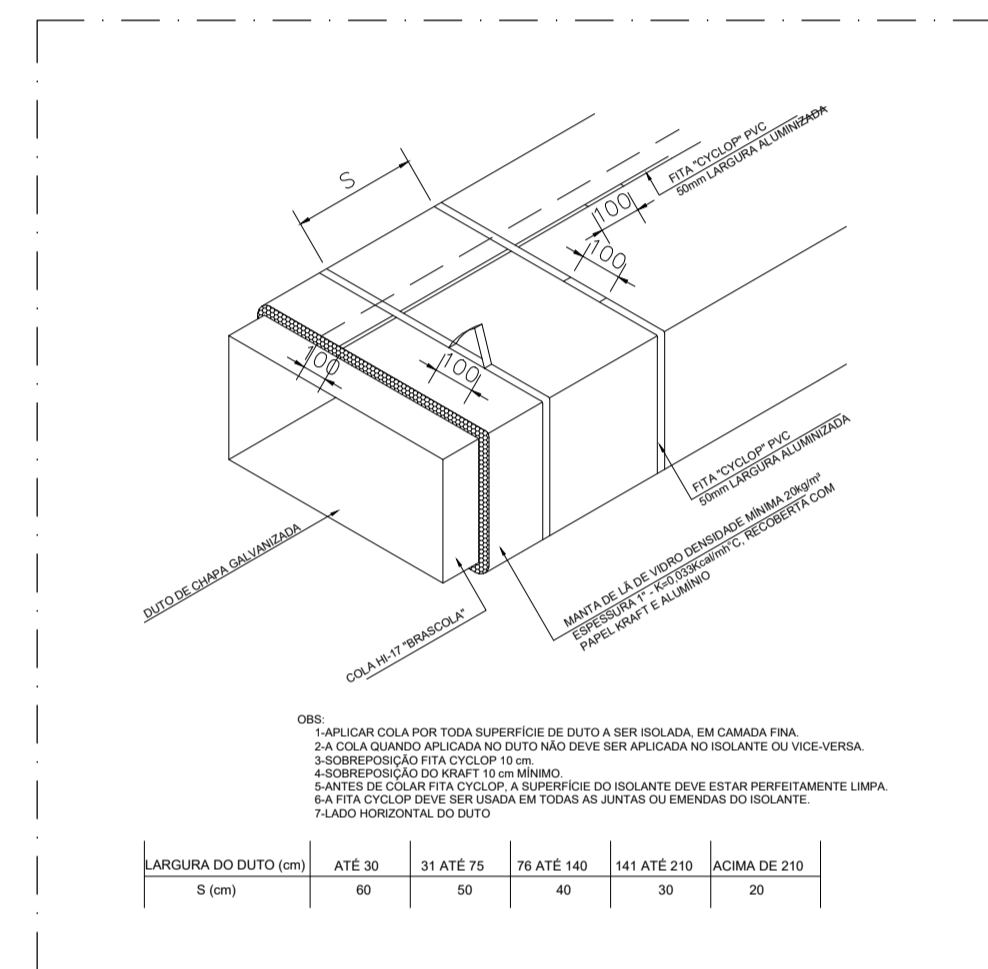 S
FITA "CYCLOP" PVC
50mm LARGURA ALUMINIZADA
100
100
100
100
FITA "CYCLOP" PVC
50mm LARGURA ALUMINIZADA
MANTA DE LÃ DE VIDRO DENSIDADE MÍNIMA 20kg/m³
ESPESSURA 1" - K=0.033Kcal/mh°C, RECOBERTA COM
PAPEL KRAFT E ALUMÍNIO
DUTO DE CHAPA GALVANIZADA
COLA HI-17 "BRASCOLA"
OBS:
1-APLICAR COLA POR TODA SUPERFÍCIE DE DUTO A SER ISOLADA, EM CAMADA FINA.
2-A COLA QUANDO APLICADA NO DUTO NÃO DEVE SER APLICADA NO ISOLANTE OU VICE-VERSA.
3-SOBREPOSIÇÃO FITA CYCLOP 10 cm.
4-SOBREPOSIÇÃO DO KRAFT 10 cm MÍNIMO.
5-ANTES DE COLAR FITA CYCLOP, A SUPERFÍCIE DO ISOLANTE DEVE ESTAR PERFEITAMENTE LIMPA.
6-A FITA CYCLOP DEVE SER USADA EM TODAS AS JUNTAS OU EMENDAS DO ISOLANTE.
7-LADO HORIZONTAL DO DUTO
LARGURA DO DUTO (cm) ATÉ 30 31 ATÉ 75 76 ATÉ 140 141 ATÉ 210 ACIMA DE 210
S (cm) 60 50 40 30 20